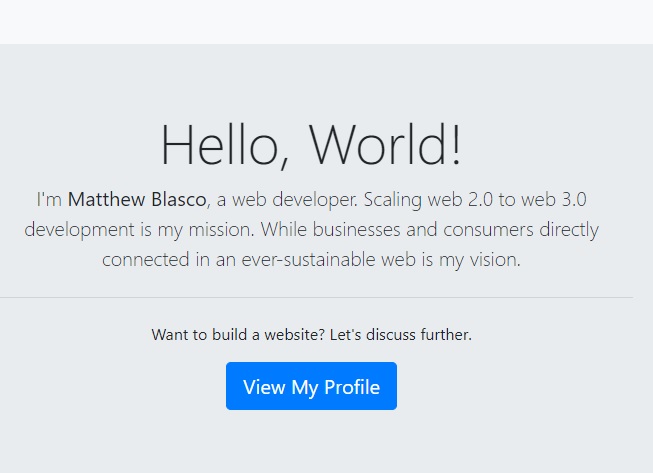 Hello, World!
I'm Matthew Blasco, a web developer. Scaling web 2.0 to web 3.0
development is my mission. While businesses and consumers directly
connected in an ever-sustainable web is my vision.
Want to build a website? Let's discuss further.
View My Profile